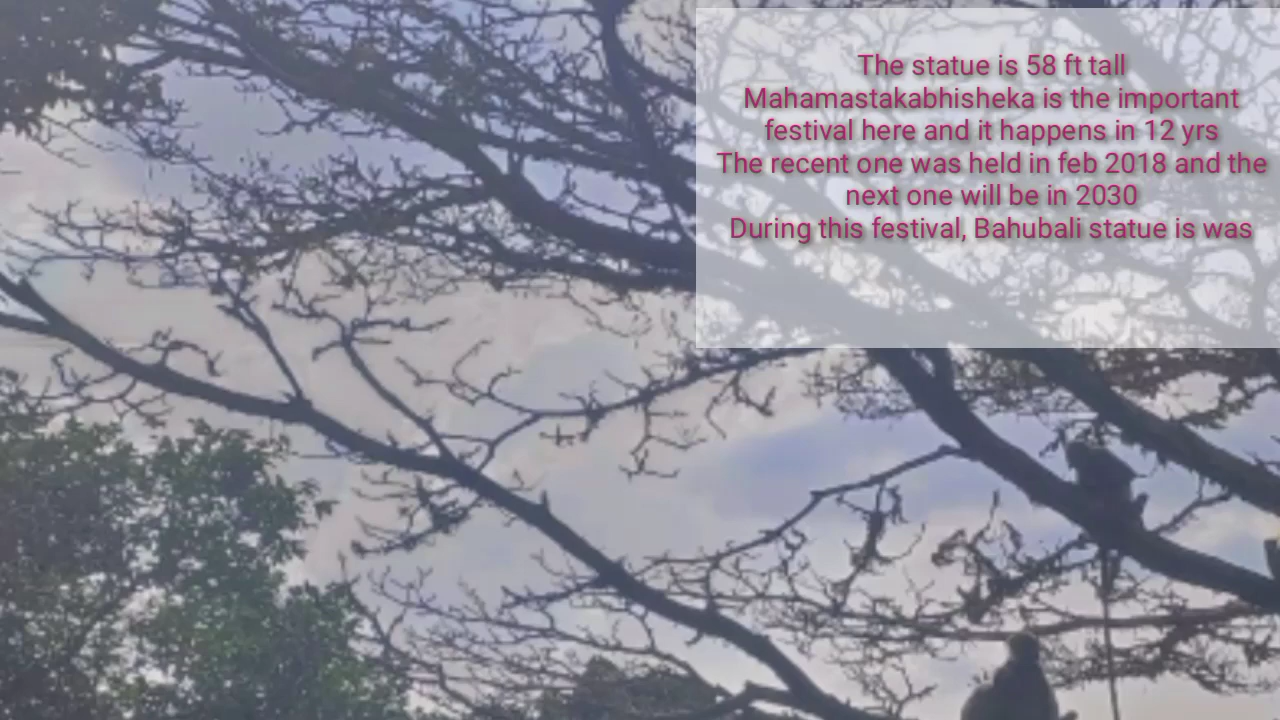 The statue is 58 ft tall
Mahamastakabhisheka is the important
festival here and it happens in 12 yrs
The recent one was held in feb 2018 and the
next one will be in 2030
During this festival, Bahubali statue is was